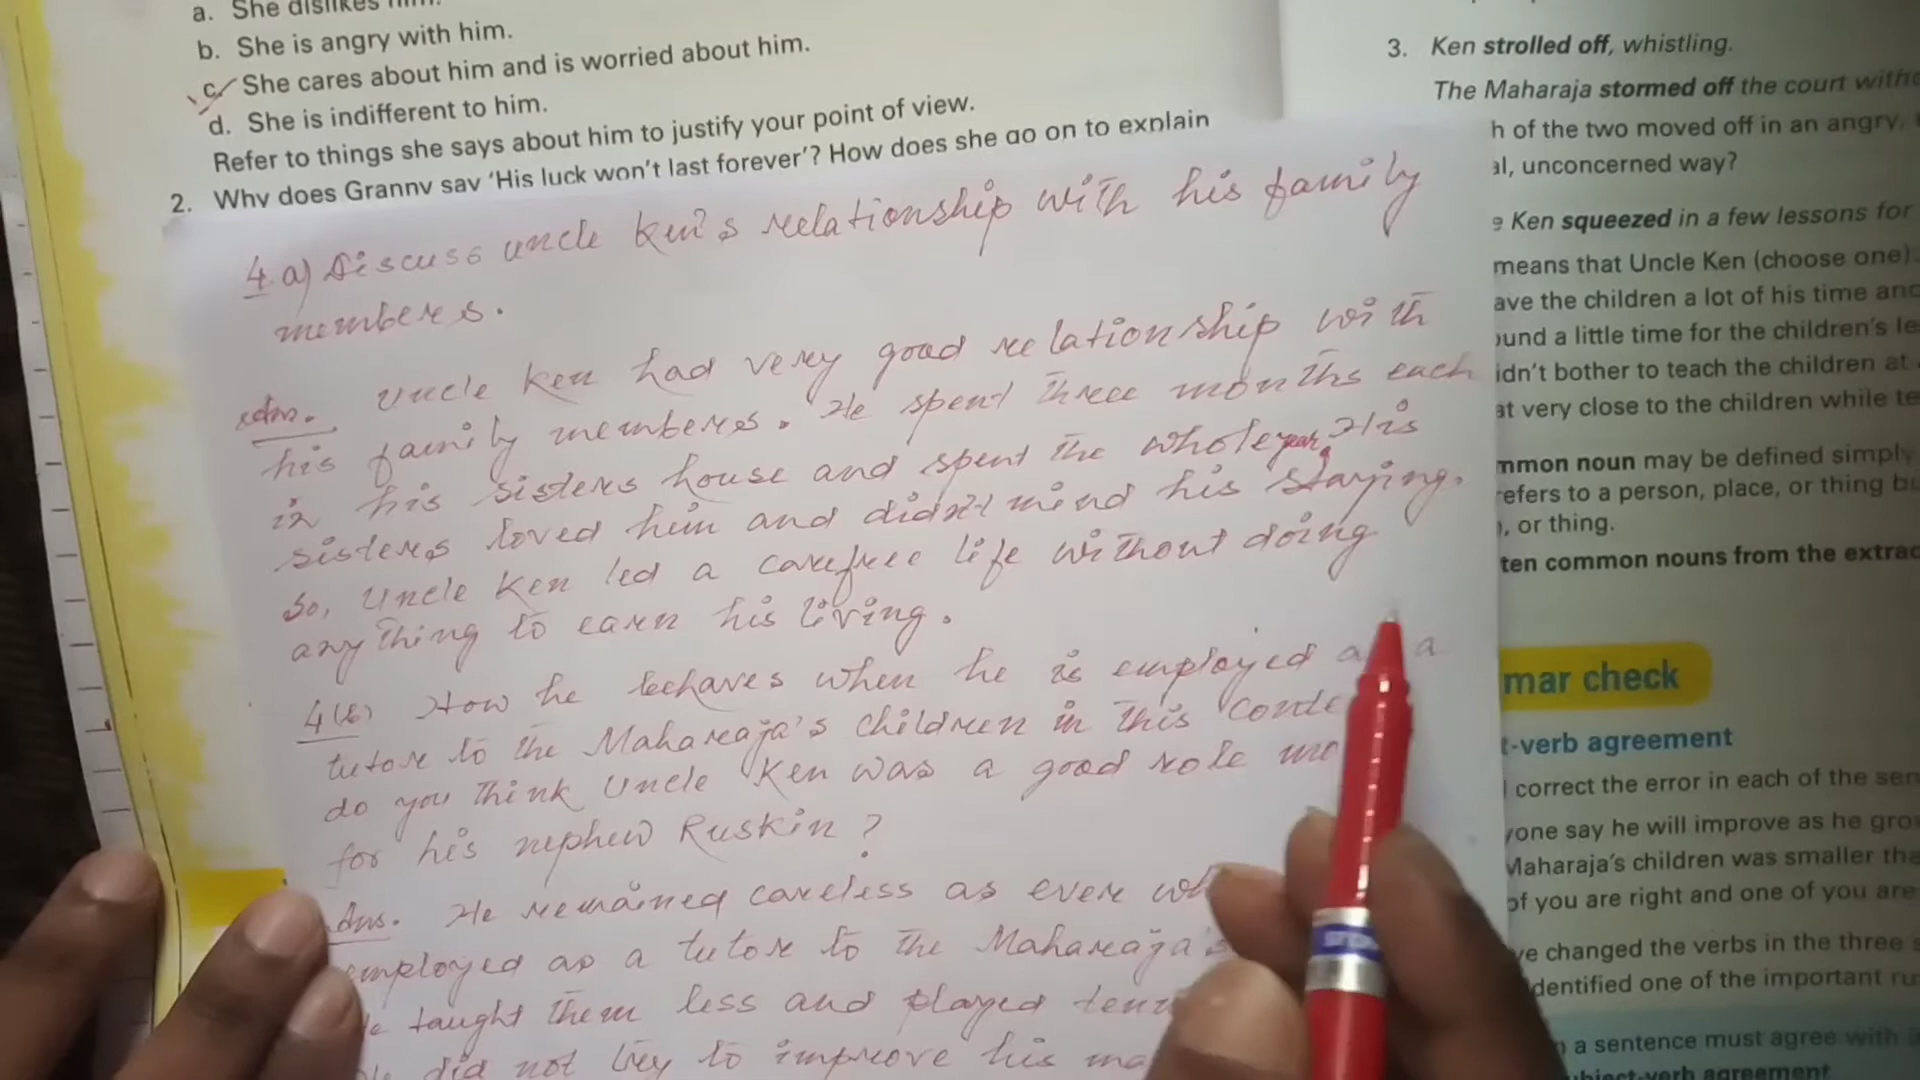 a. She dislikes him.
b. She is angry with him.
c. She cares about him and is worried about him.
d. She is indifferent to him.
Refer to things she says about him to justify your point of view.
2. Why does Granny say 'His luck won't last forever'? How does she go on to explain
4.a) Discuss uncle Ken's relationship with his family
members.
Ans. Uncle Ken had very good relationship with
his family members. He spent three months each
in his sisters house and spent the whole year. His
sisters loved him and didn't mind his staying.
So, Uncle Ken led a carefree life without doing
anything to earn his living.
4(b) How he behaves when he is employed as a
tutor to the Maharaja's children in this conte
do you think Uncle Ken was a good role mo
for his nephew Ruskin?
Ans. He remained careless as ever wh
employed as a tutor to the Maharaja's
taught them less and played tenn
did not try to improve his ma
3. Ken strolled off, whistling.
The Maharaja stormed off the court witho
h of the two moved off in an angry,
al, unconcerned way?
e Ken squeezed in a few lessons for
means that Uncle Ken (choose one)
ave the children a lot of his time and
ound a little time for the children's le
idn't bother to teach the children at
at very close to the children while te
mmon noun may be defined simply
refers to a person, place, or thing bu
, or thing.
ten common nouns from the extrac
mar check
t-verb agreement
correct the error in each of the sen
yone say he will improve as he grow
Maharaja's children was smaller tha
of you are right and one of you are
ve changed the verbs in the three s
dentified one of the important ru
a sentence must agree with i
bject-verb agreement